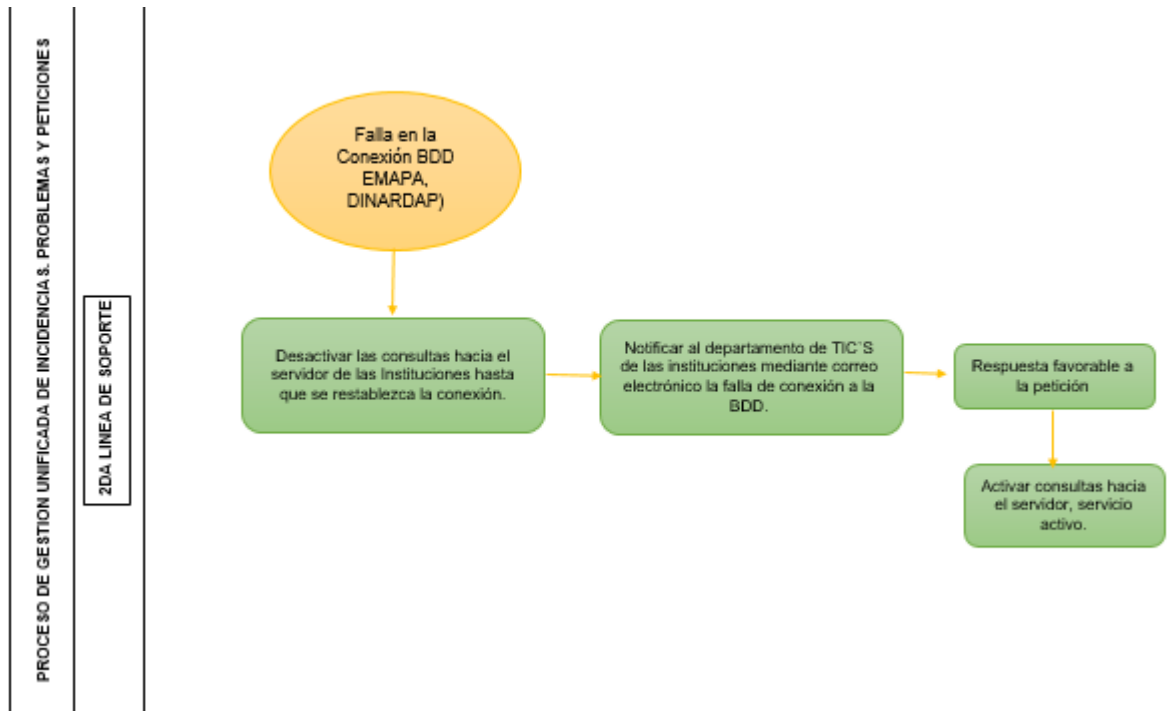 PROCESO DE GESTION UNIFICADA DE INCIDENCIAS. PROBLEMAS Y PETICIONES
2DA LINEA DE SOPORTE
Falla en la
Conexión BDD
EMAPA,
DINARDAP)
Desactivar las consultas hacia el
servidor de las Instituciones hasta
que se restablezca la conexión.
Notificar al departamento de TIC`S
de las instituciones mediante correo
electrónico la falla de conexión a la
BDD.
Respuesta favorable a
la petición
Activar consultas hacia
el servidor, servicio
activo.